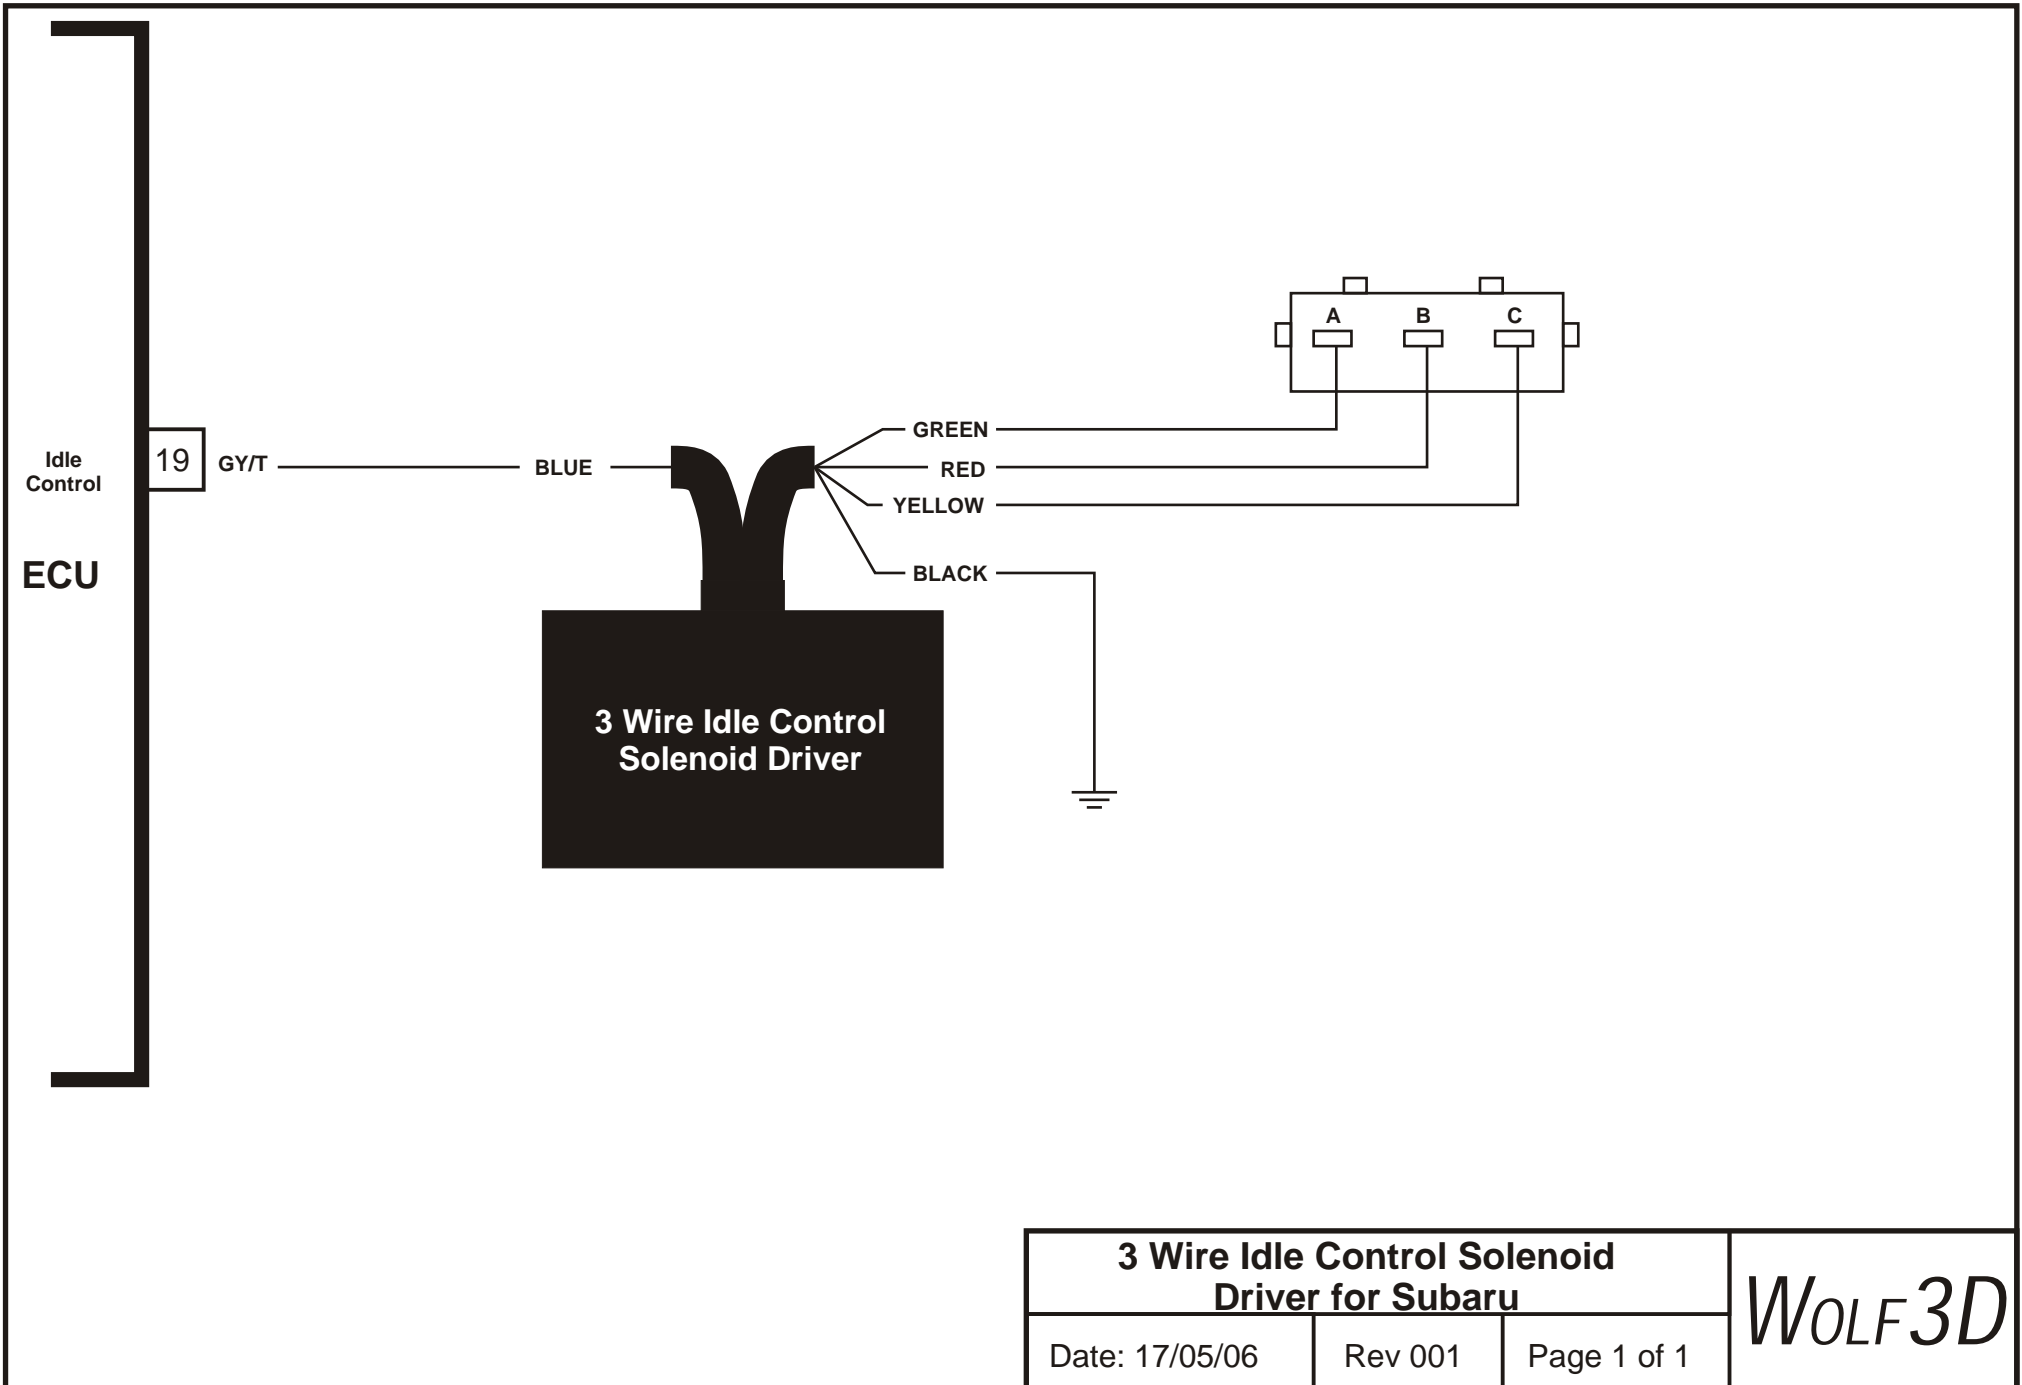 A B C
GREEN
19
GY/T
BLUE
RED
Idle
Control
YELLOW
BLACK
ECU
3 Wire Idle Control
Solenoid Driver
3 Wire Idle Control Solenoid
Driver for Subaru
WOLF3D
Date: 17/05/06
Rev 001
Page 1 of 1